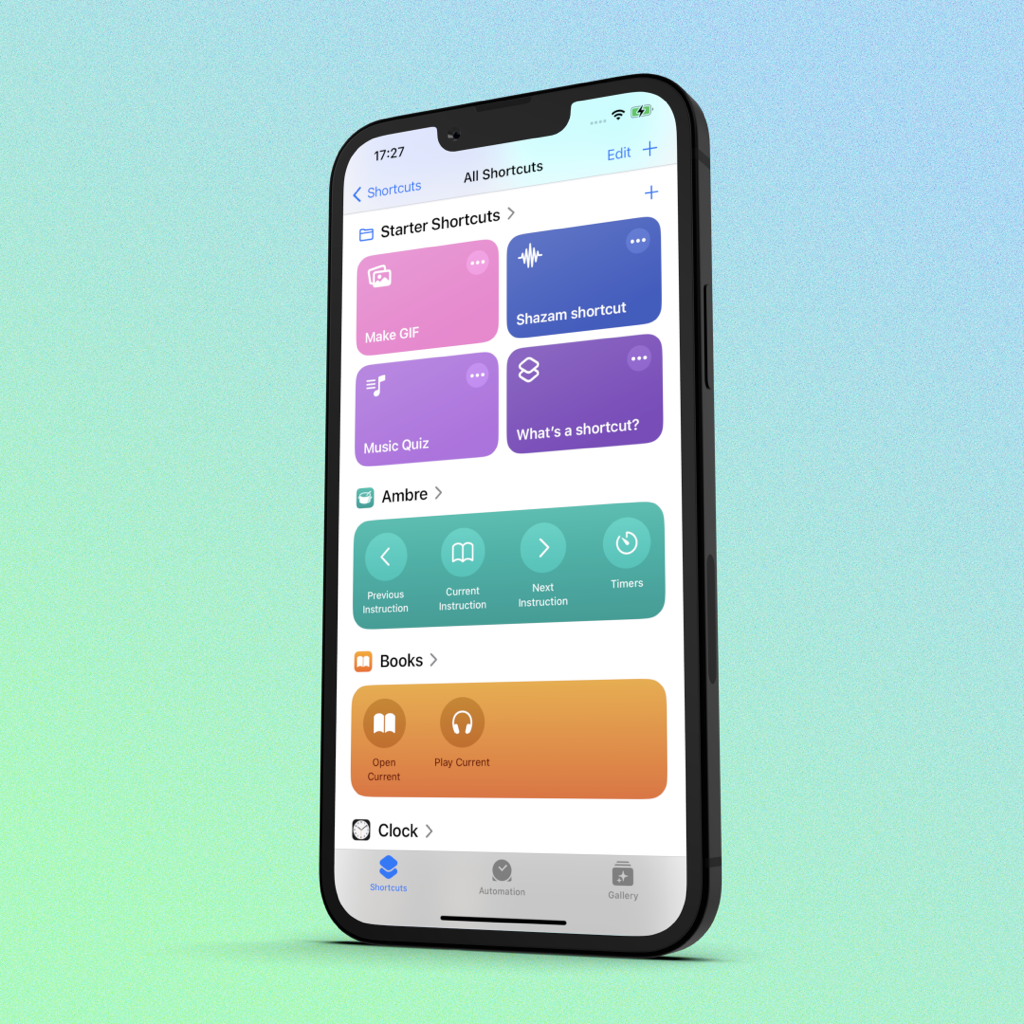 17:27
Shortcuts
All Shortcuts
Edit
Starter Shortcuts
Make GIF
Shazam shortcut
Music Quiz
What's a shortcut?
Ambre
Previous
Instruction
Current
Instruction
Next
Instruction
Timers
Books
Open
Current
Play Current
Clock
Shortcuts
Automation
Gallery